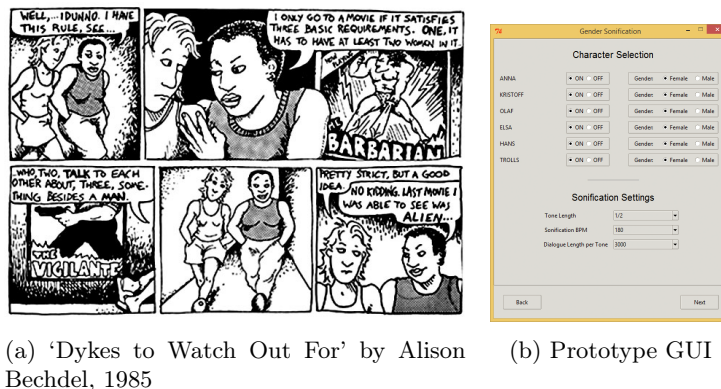 WELL,...IDUNNO. I HAVE
THIS RULE, SEE...
I ONLY GO TO A MOVIE IF IT SATISFIES
THREE BASIC REQUIREMENTS. ONE, IT
HAS TO HAVE AT LEAST TWO WOMEN IN IT...
NOW
PLAYING
BARBARIAN
...WHO, TWO, TALK TO EACH
OTHER ABOUT, THREE, SOME-
THING BESIDES A MAN.
THE
VIGILANTE
PRETTY STRICT, BUT A GOOD
IDEA.
NO KIDDING. LAST MOVIE I
WAS ABLE TO SEE WAS
ALIEN...
(a) ‘Dykes to Watch Out For’ by Alison
Bechdel, 1985
Gender Sonification
Character Selection
ANNA ON OFF Gender: Female Male
KRISTOFF ON OFF Gender: Female Male
OLAF ON OFF Gender: Female Male
ELSA ON OFF Gender: Female Male
HANS ON OFF Gender: Female Male
TROLLS ON OFF Gender: Female Male
Sonification Settings
Tone Length 1/2
Sonification BPM 180
Dialogue Length per Tone 3000
Back Next
(b) Prototype GUI